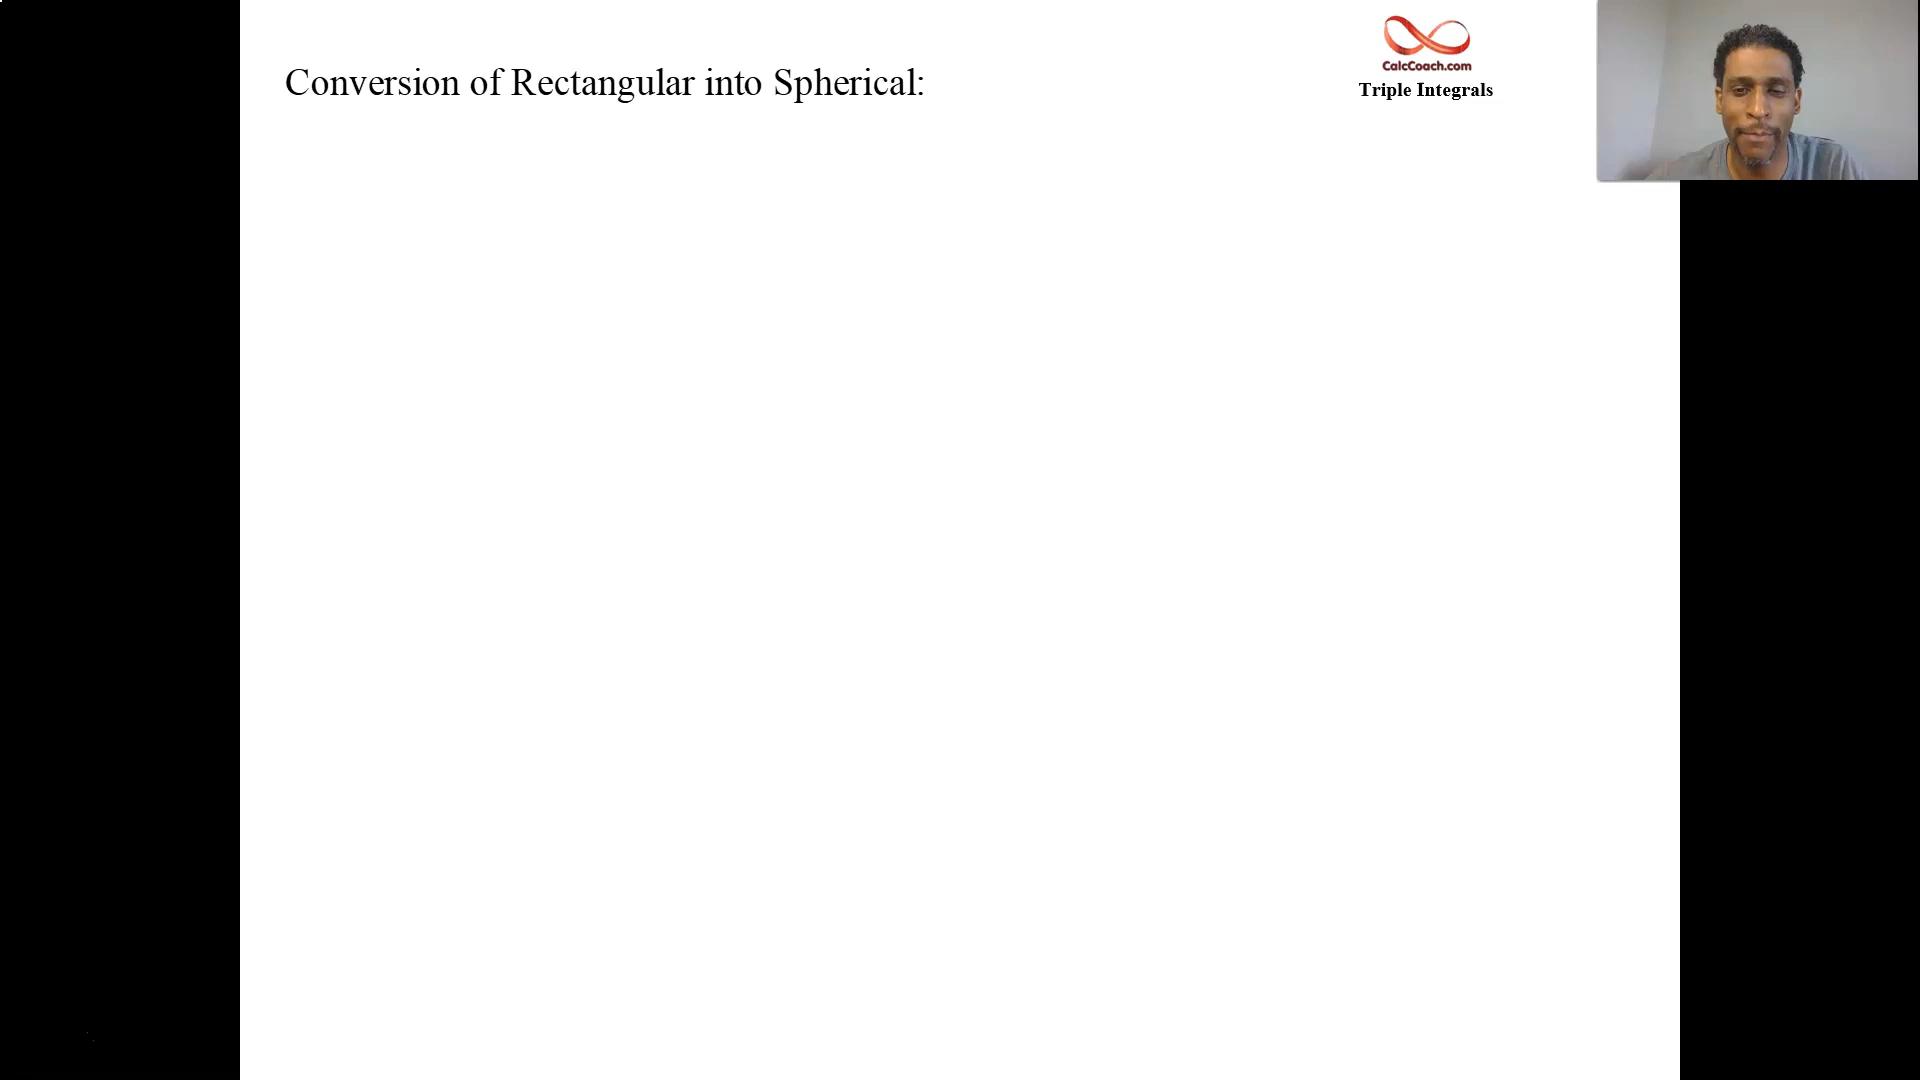 Conversion of Rectangular into Spherical:
CalcCoach.com
Triple Integrals